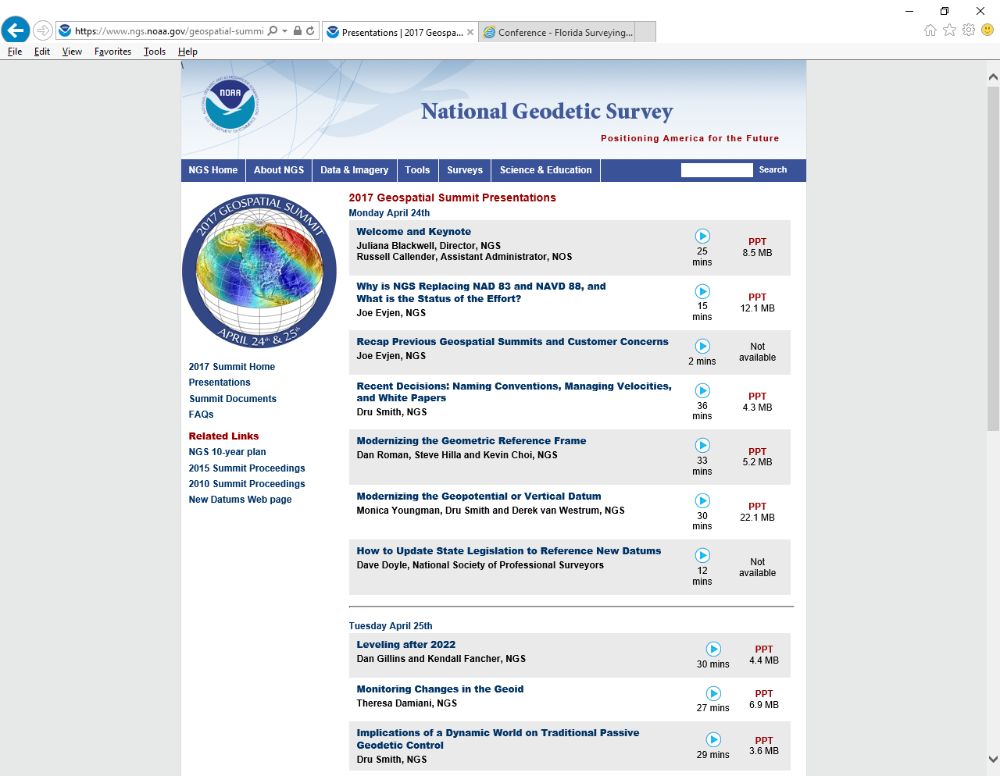 https://www.ngs.noaa.gov/geospatial-summi
Presentations | 2017 Geospa...
Conference - Florida Surveying...
File Edit View Favorites Tools Help
\
NOAA
National Geodetic Survey
Positioning America for the Future
NGS Home About NGS Data & Imagery Tools Surveys Science & Education Search
2017 GEOSPATIAL SUMMIT
APRIL 24th & 25th
2017 Summit Home
Presentations
Summit Documents
FAQs
Related Links
NGS 10-year plan
2015 Summit Proceedings
2010 Summit Proceedings
New Datums Web page
2017 Geospatial Summit Presentations
Monday April 24th
Welcome and Keynote
Juliana Blackwell, Director, NGS
Russell Callender, Assistant Administrator, NOS
25
mins
PPT
8.5 MB
Why is NGS Replacing NAD 83 and NAVD 88, and
What is the Status of the Effort?
Joe Evjen, NGS
15
mins
PPT
12.1 MB
Recap Previous Geospatial Summits and Customer Concerns
Joe Evjen, NGS
2 mins
Not
available
Recent Decisions: Naming Conventions, Managing Velocities,
and White Papers
Dru Smith, NGS
36
mins
PPT
4.3 MB
Modernizing the Geometric Reference Frame
Dan Roman, Steve Hilla and Kevin Choi, NGS
33
mins
PPT
5.2 MB
Modernizing the Geopotential or Vertical Datum
Monica Youngman, Dru Smith and Derek van Westrum, NGS
30
mins
PPT
22.1 MB
How to Update State Legislation to Reference New Datums
Dave Doyle, National Society of Professional Surveyors
12
mins
Not
available
Tuesday April 25th
Leveling after 2022
Dan Gillins and Kendall Fancher, NGS
30 mins
PPT
4.4 MB
Monitoring Changes in the Geoid
Theresa Damiani, NGS
27 mins
PPT
6.9 MB
Implications of a Dynamic World on Traditional Passive
Geodetic Control
Dru Smith, NGS
29 mins
PPT
3.6 MB